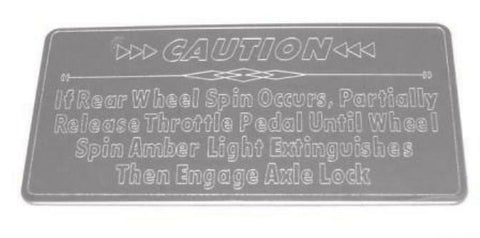 CAUTION
If Rear Wheel Spin Occurs, Partially
Release Throttle Pedal Until Wheel
Spin Amber Light Extinguishes
Then Engage Axle Lock